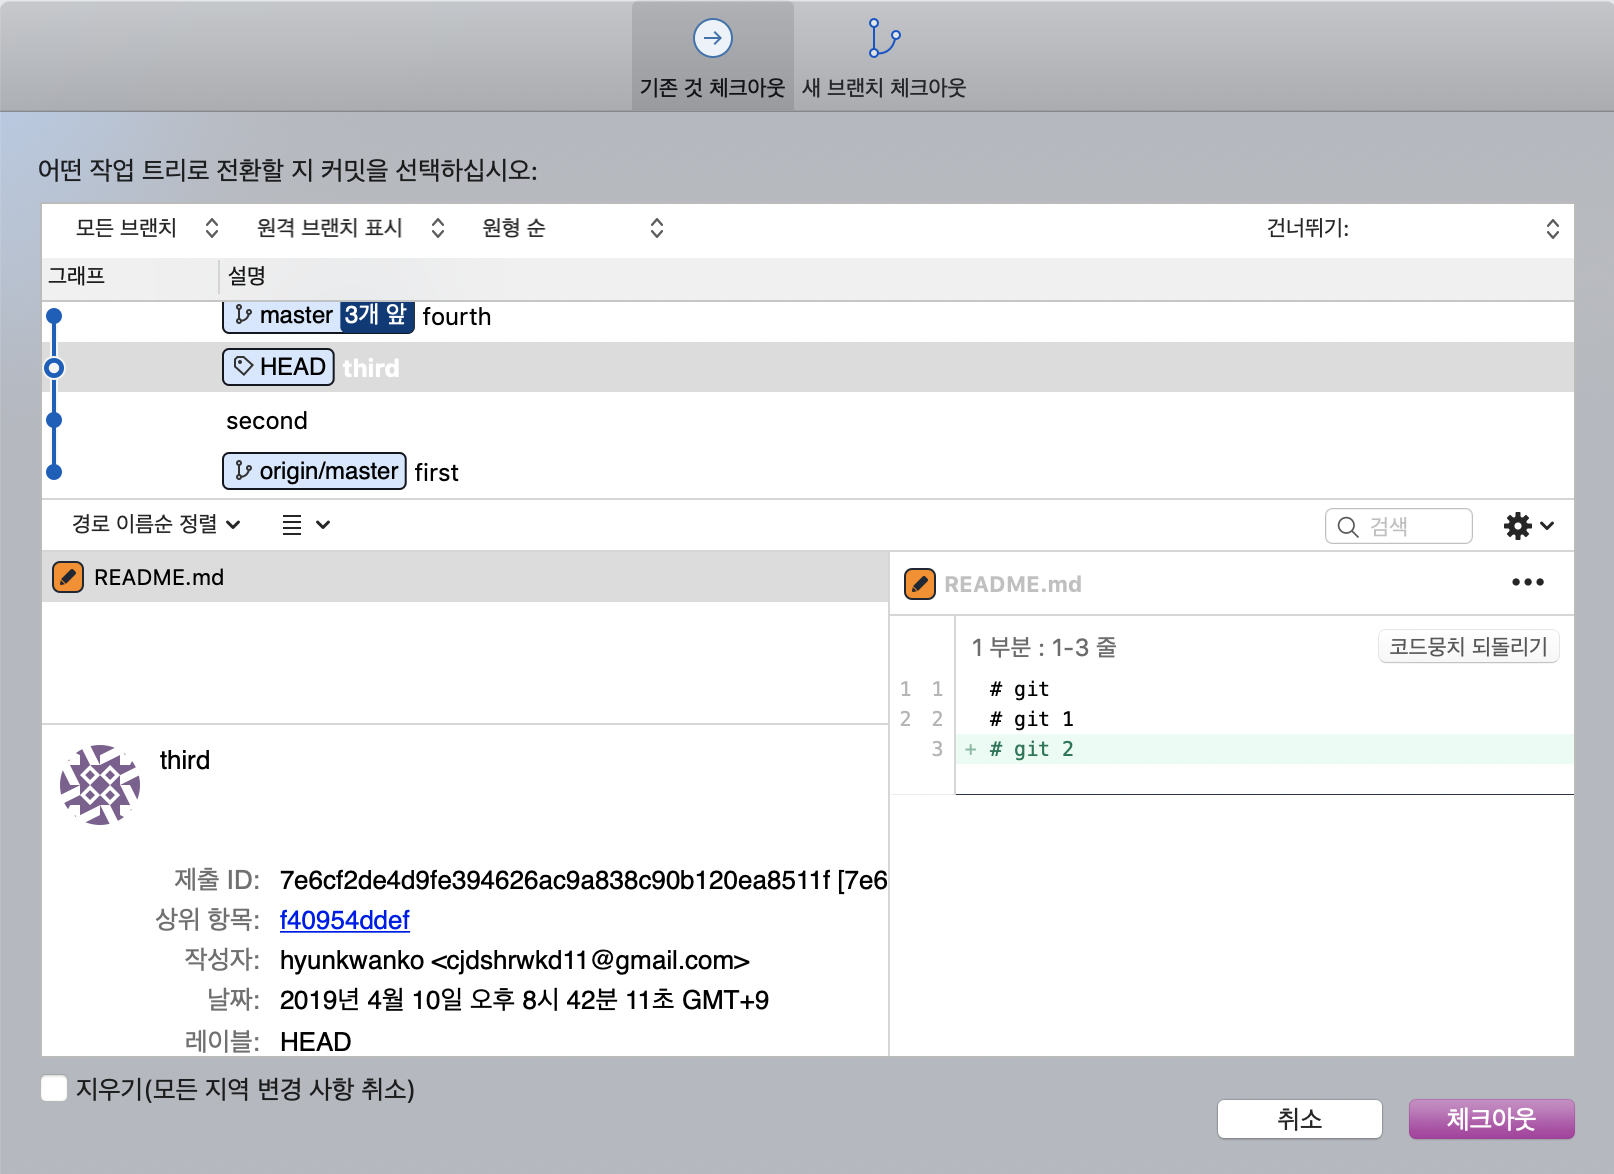 기존 것 체크아웃
새 브랜치 체크아웃
어떤 작업 트리로 전환할 지 커밋을 선택하십시오:
모든 브랜치 원격 브랜치 표시 원형 순 건너뛰기:
그래프 설명
master 3개 앞 fourth
HEAD third
second
origin/master first
경로 이름순 정렬
검색
README.md
README.md
1 부분 : 1-3 줄
코드뭉치 되돌리기
1 1 # git
2 2 # git 1
3 + # git 2
third
제출 ID: 7e6cf2de4d9fe394626ac9a838c90b120ea8511f [7e6
상위 항목: f40954ddef
작성자: hyunkwanko <cjdshrwkd11@gmail.com>
날짜: 2019년 4월 10일 오후 8시 42분 11초 GMT+9
레이블: HEAD
지우기(모든 지역 변경 사항 취소)
취소
체크아웃